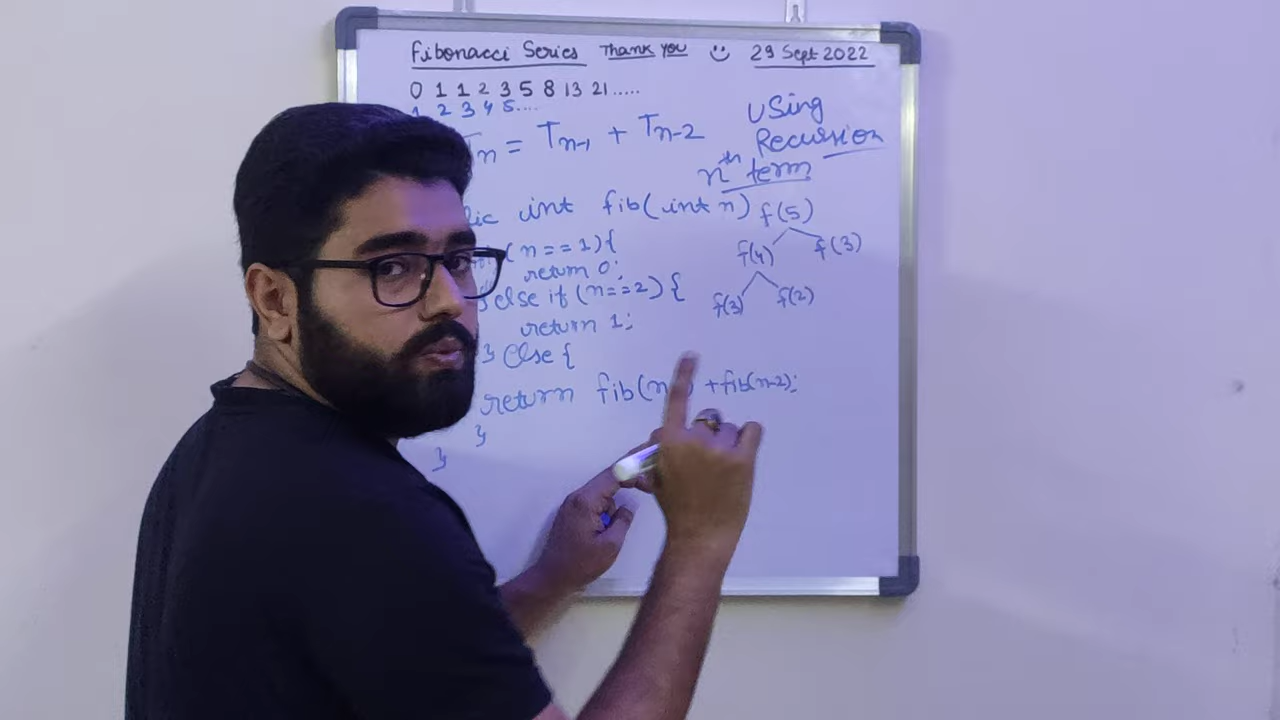 Fibonacci Series Thank you 29 Sept 2022
0 1 1 2 3 5 8 13 21.....
1 2 3 4 5....
Tn = Tn-1 + Tn-2
Using
Recursion
nth term
int fib(int n)
(n==1){
return 0;
} else if (n==2) {
return 1;
} else {
return fib(n +fib(n-2);
}
}
f(5)
f(4) f(3)
f(3) f(2)